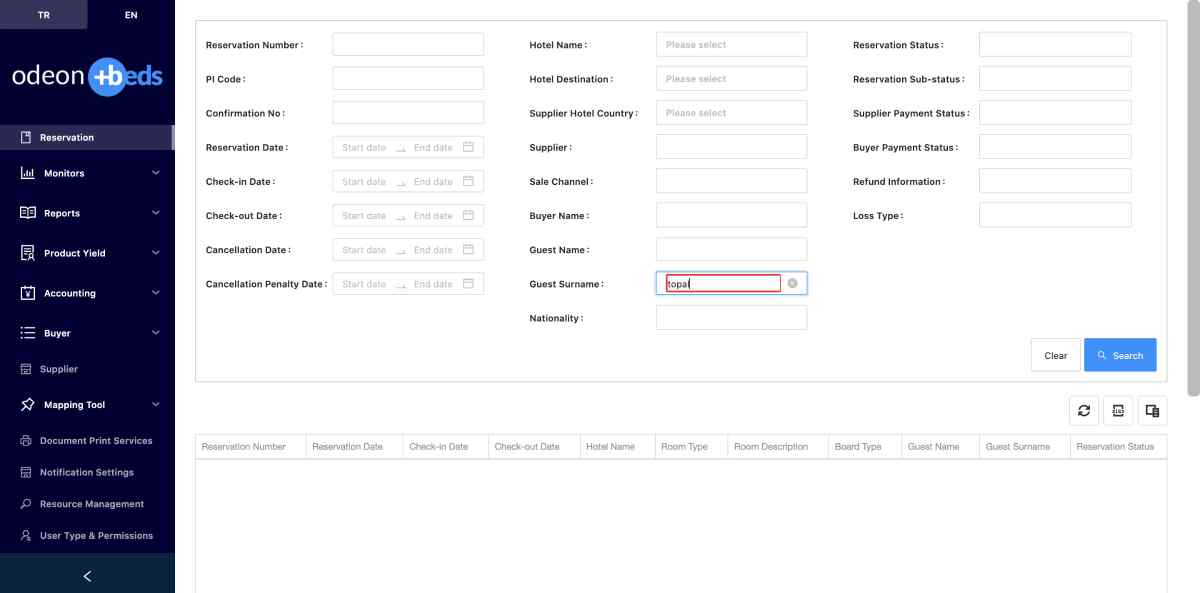 TR
EN
odeon +beds
Reservation
Monitors
Reports
Product Yield
Accounting
Buyer
Supplier
Mapping Tool
Document Print Services
Notification Settings
Resource Management
User Type & Permissions
Reservation Number :
PI Code :
Confirmation No :
Reservation Date :
Start date
End date
Check-in Date :
Start date
End date
Check-out Date :
Start date
End date
Cancellation Date :
Start date
End date
Cancellation Penalty Date :
Start date
End date
Hotel Name :
Please select
Hotel Destination :
Please select
Supplier Hotel Country :
Please select
Supplier :
Sale Channel :
Buyer Name :
Guest Name :
Guest Surname :
topal
Nationality :
Reservation Status :
Reservation Sub-status :
Supplier Payment Status :
Buyer Payment Status :
Refund Information :
Loss Type :
Clear
Search
Reservation Number
Reservation Date
Check-in Date
Check-out Date
Hotel Name
Room Type
Room Description
Board Type
Guest Name
Guest Surname
Reservation Status